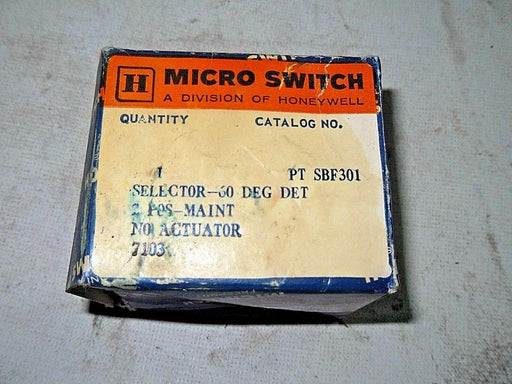 H MICRO SWITCH
A DIVISION OF HONEYWELL
QUANTITY CATALOG NO.
1 PT SBF301
SELECTOR-60 DEG DET
POS-MAINT
NO ACTUATOR
7103